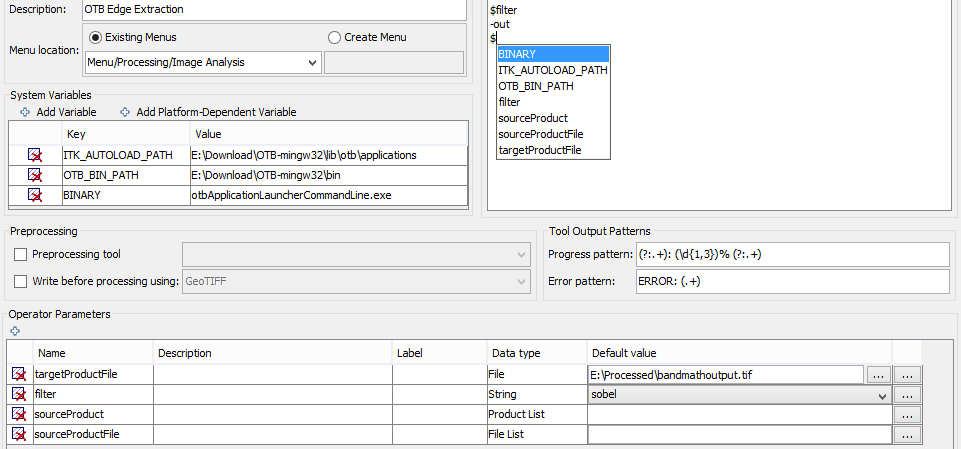 Description: OTB Edge Extraction
Menu location: Existing Menus Create Menu
Menu/Processing/Image Analysis
$filter
-out
$
BINARY
ITK_AUTOLOAD_PATH
OTB_BIN_PATH
filter
sourceProduct
sourceProductFile
targetProductFile
System Variables
Add Variable Add Platform-Dependent Variable
Key Value
ITK_AUTOLOAD_PATH E:\Download\OTB-mingw32\lib\otb\applications
OTB_BIN_PATH E:\Download\OTB-mingw32\bin
BINARY otbApplicationLauncherCommandLine.exe
Preprocessing
Preprocessing tool
Write before processing using: GeoTIFF
Tool Output Patterns
Progress pattern: (?:.+): (\d{1,3})% (?:.+)
Error pattern: ERROR: (.+)
Operator Parameters
Name Description Label Data type Default value
targetProductFile File E:\Processed\bandmathoutput.tif ... ...
filter String sobel ...
sourceProduct Product List ...
sourceProductFile File List ...